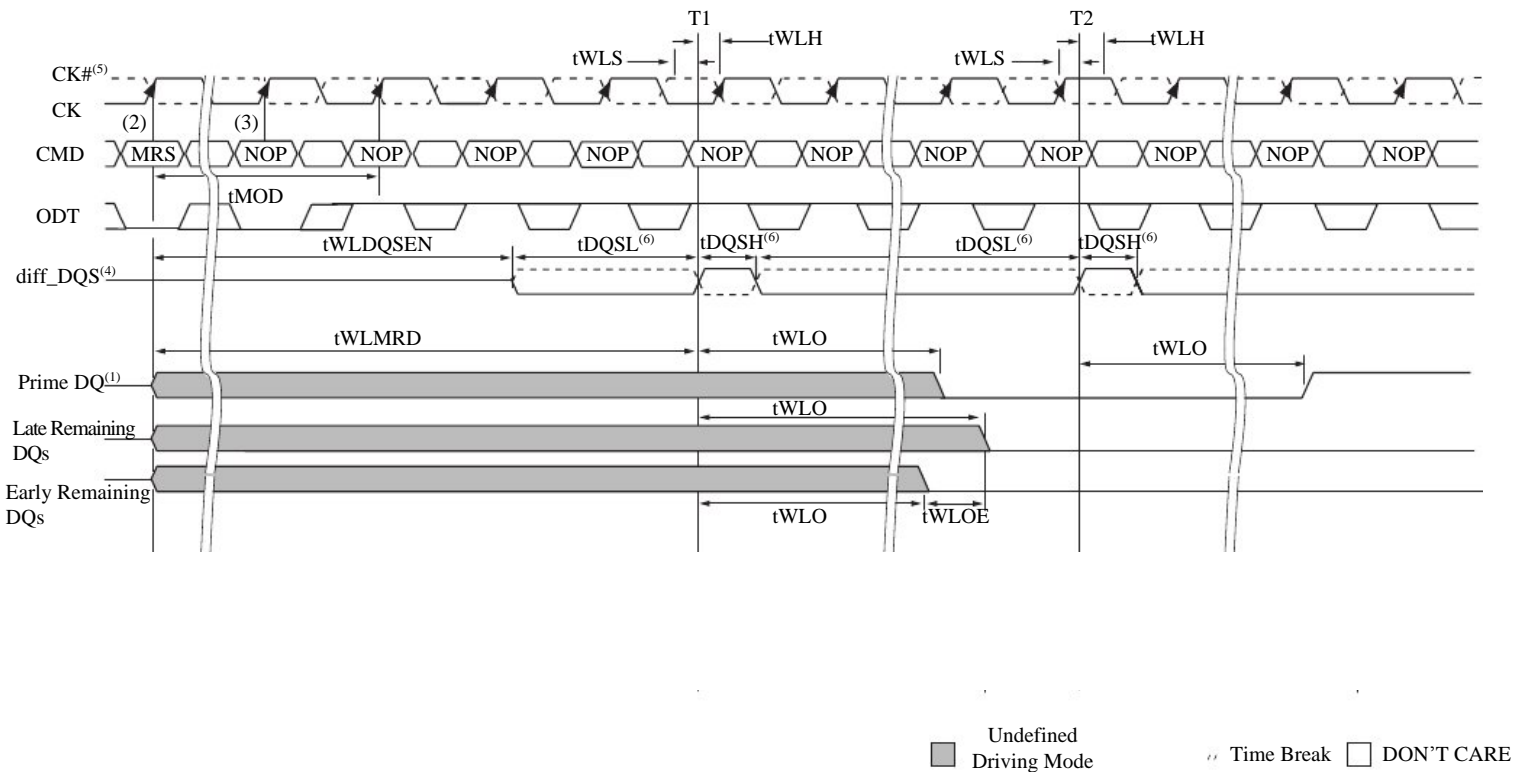 T1 T2
tWLH tWLH
tWLS tWLS
CK#(5)
CK
(2) (3)
CMD MRS NOP NOP NOP NOP NOP NOP NOP NOP NOP NOP NOP
tMOD
ODT
tWLDQSEN tDQSL(6) tDQSH(6) tDQSL(6) tDQSH(6)
diff_DQS(4)
tWLMRD tWLO tWLO
Prime DQ(1)
tWLO
Late Remaining
DQs
Early Remaining
DQs
tWLO tWLOE
Undefined
Driving Mode
Time Break DON'T CARE